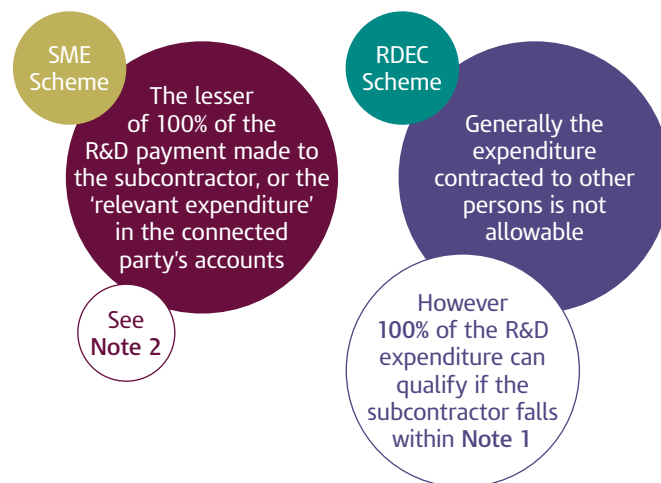 SME
Scheme
The lesser
of 100% of the
R&D payment made to
the subcontractor, or the
‘relevant expenditure’
in the connected
party’s accounts
See
Note 2
RDEC
Scheme
Generally the
expenditure
contracted to other
persons is not
allowable
However
100% of the R&D
expenditure can
qualify if the
subcontractor falls
within Note 1